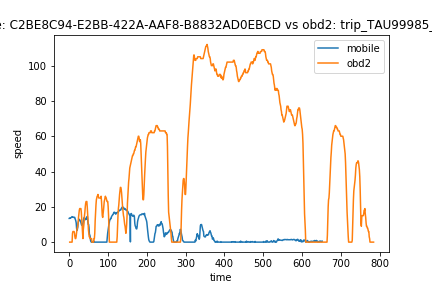 e: C2BE8C94-E2BB-422A-AAF8-B8832AD0EBCD vs obd2: trip_TAU99985_
mobile
obd2
speed
100
80
60
40
20
0
0 100 200 300 400 500 600 700 800
time